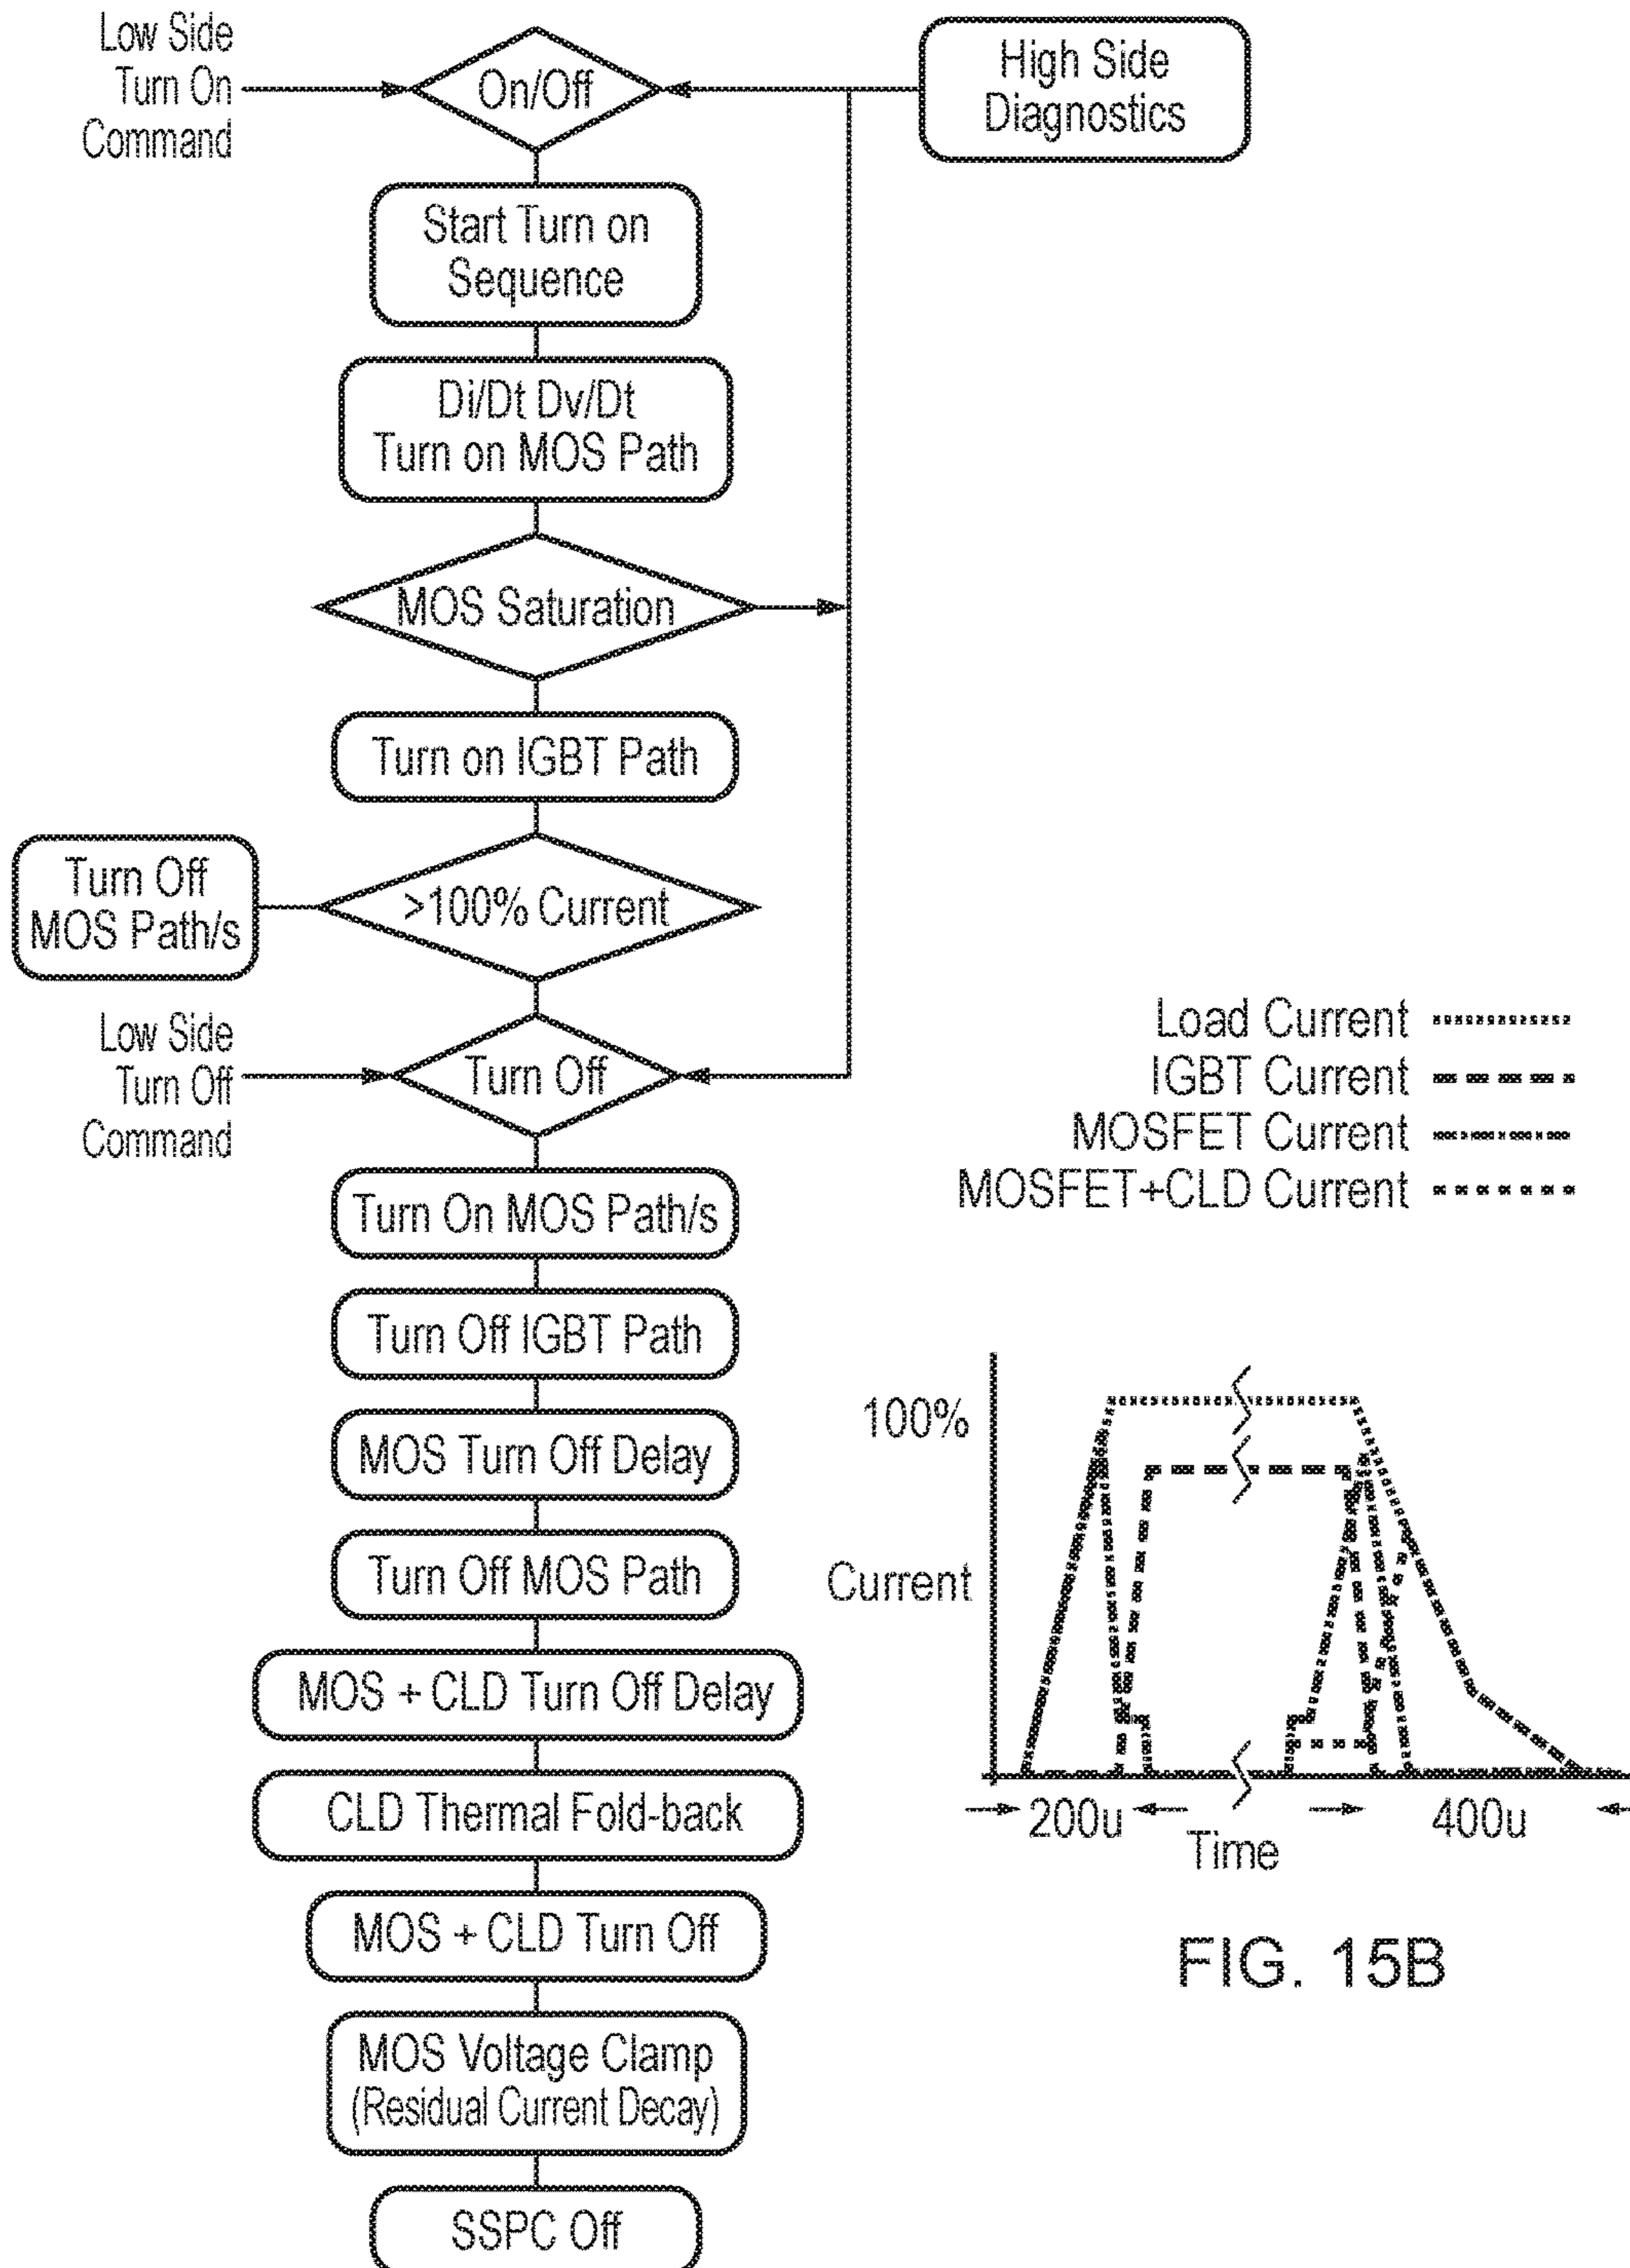 Low Side
Turn On
Command
On/Off
High Side
Diagnostics
Start Turn on
Sequence
Di/Dt Dv/Dt
Turn on MOS Path
MOS Saturation
Turn on IGBT Path
Turn Off
MOS Path/s
>100% Current
Low Side
Turn Off
Command
Turn Off
Turn On MOS Path/s
Turn Off IGBT Path
MOS Turn Off Delay
Turn Off MOS Path
MOS + CLD Turn Off Delay
CLD Thermal Fold-back
MOS + CLD Turn Off
MOS Voltage Clamp
(Residual Current Decay)
SSPC Off
Load Current
IGBT Current
MOSFET Current
MOSFET+CLD Current
100%
Current
200u
400u
Time
FIG. 15B